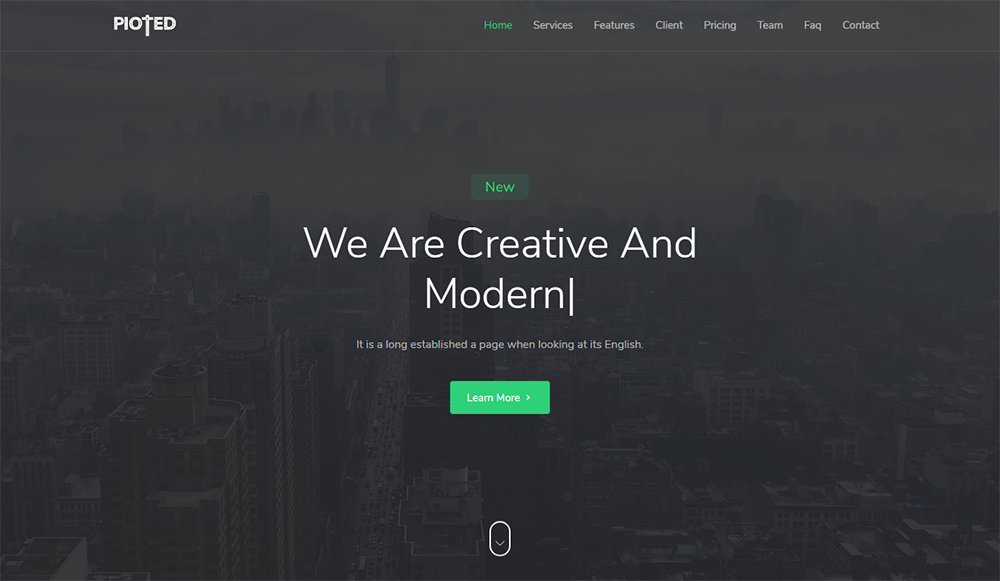 PIOTED
Home Services Features Client Pricing Team Faq Contact
New
We Are Creative And
Modern|
It is a long established a page when looking at its English.
Learn More